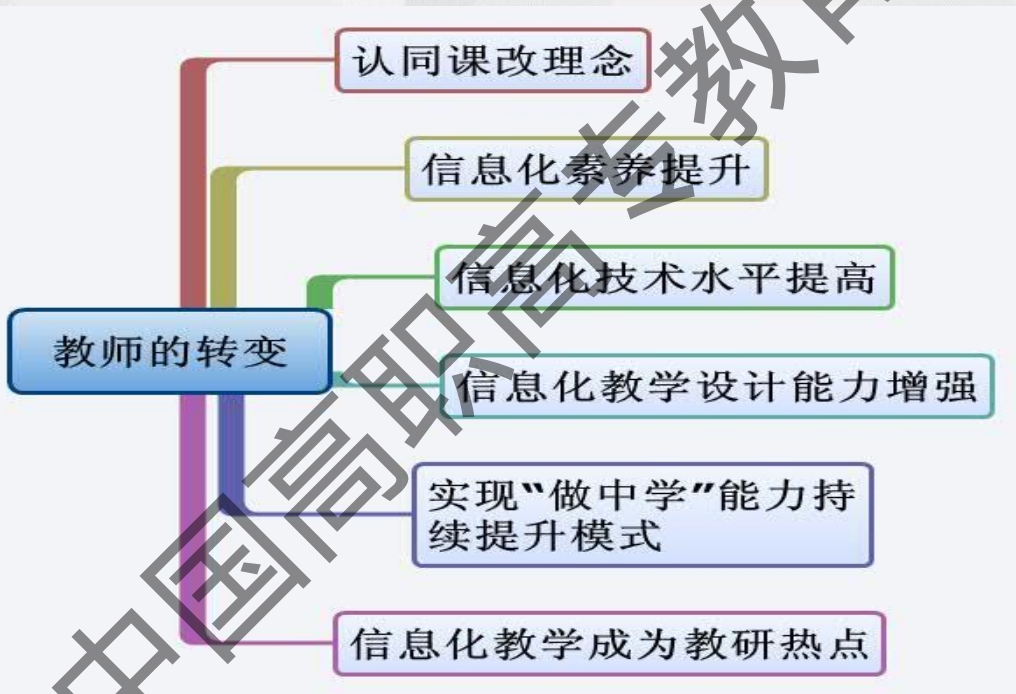 认同课改理念
信息化素养提升
信息化技术水平提高
教师的转变
信息化教学设计能力增强
实现“做中学”能力持
续提升模式
信息化教学成为教研热点
中国高职高专教育